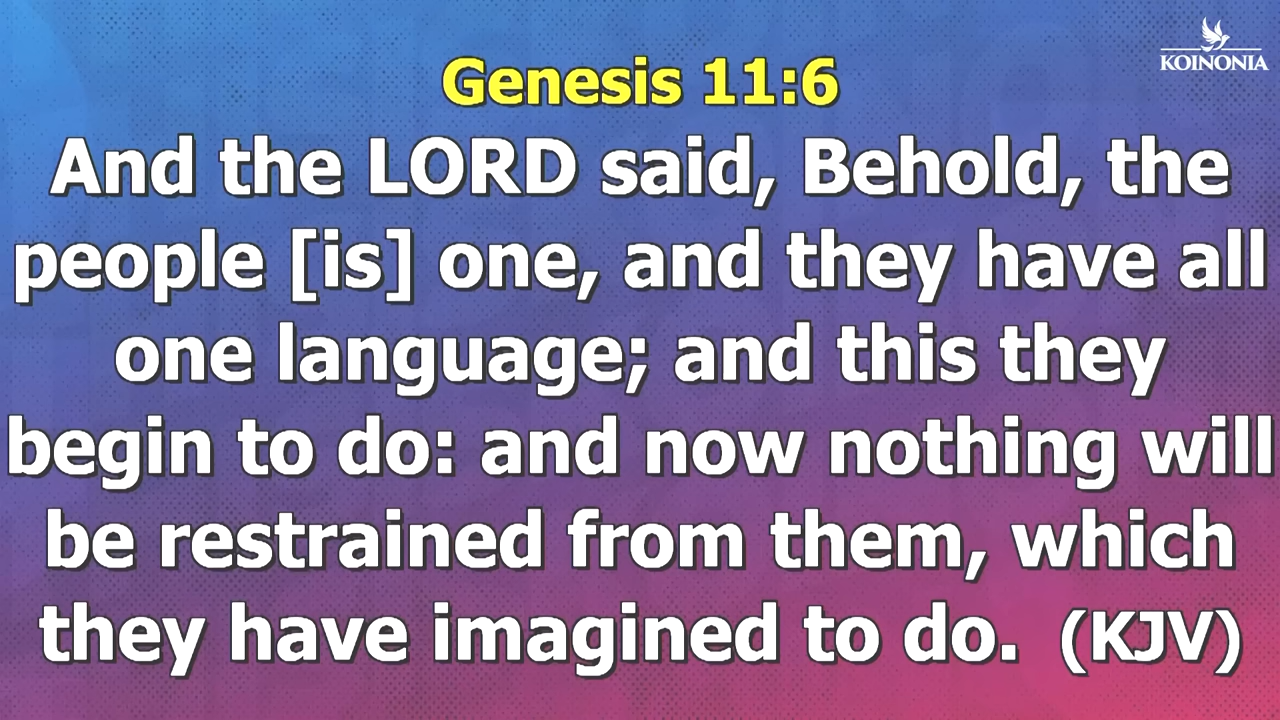 KOINONIA
Genesis 11:6
And the LORD said, Behold, the
people [is] one, and they have all
one language; and this they
begin to do: and now nothing will
be restrained from them, which
they have imagined to do.  (KJV)